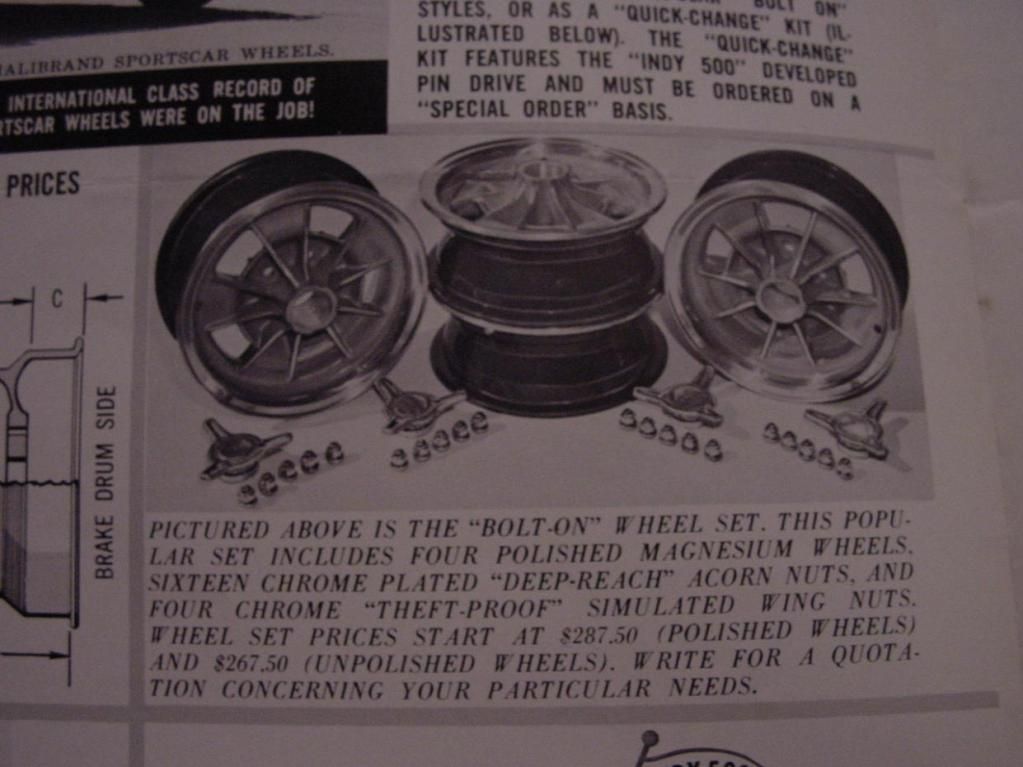 BOLT ON"
STYLES, OR AS A "QUICK-CHANGE" KIT (IL-
LUSTRATED BELOW). THE "QUICK-CHANGE"
KIT FEATURES THE "INDY 500" DEVELOPED
PIN DRIVE AND MUST BE ORDERED ON A
"SPECIAL ORDER" BASIS.
HALIBRAND SPORTSCAR WHEELS.
INTERNATIONAL CLASS RECORD OF
RTSCAR WHEELS WERE ON THE JOB!
PRICES
C
BRAKE DRUM SIDE
PICTURED ABOVE IS THE "BOLT-ON" WHEEL SET. THIS POPU-
LAR SET INCLUDES FOUR POLISHED MAGNESIUM WHEELS,
SIXTEEN CHROME PLATED "DEEP-REACH" ACORN NUTS, AND
FOUR CHROME "THEFT-PROOF" SIMULATED WING NUTS.
WHEEL SET PRICES START AT $287.50 (POLISHED WHEELS)
AND $267.50 (UNPOLISHED WHEELS). WRITE FOR A QUOTA-
TION CONCERNING YOUR PARTICULAR NEEDS.